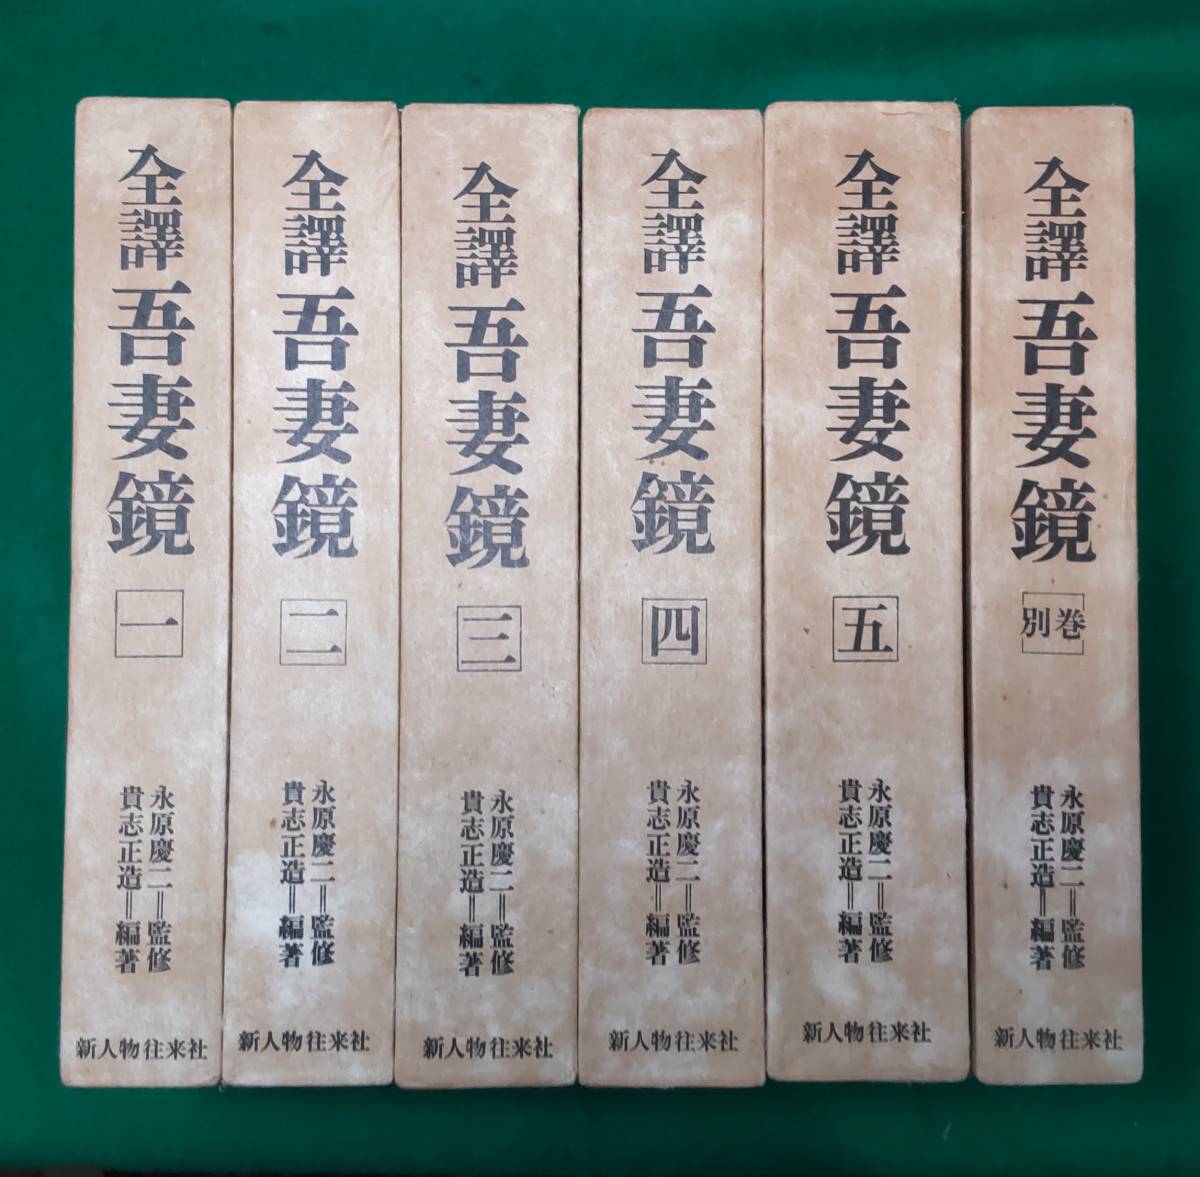 全譯
吾妻鏡
一
永原慶二＝監修
貴志正造＝編著
新人物往来社
全譯
吾妻鏡
二
永原慶二＝監修
貴志正造＝編著
新人物往来社
全譯
吾妻鏡
三
永原慶二＝監修
貴志正造＝編著
新人物往来社
全譯
吾妻鏡
四
永原慶二＝監修
貴志正造＝編著
新人物往来社
全譯
吾妻鏡
五
永原慶二＝監修
貴志正造＝編著
新人物往来社
全譯
吾妻鏡
別巻
永原慶二＝監修
貴志正造＝編著
新人物往来社